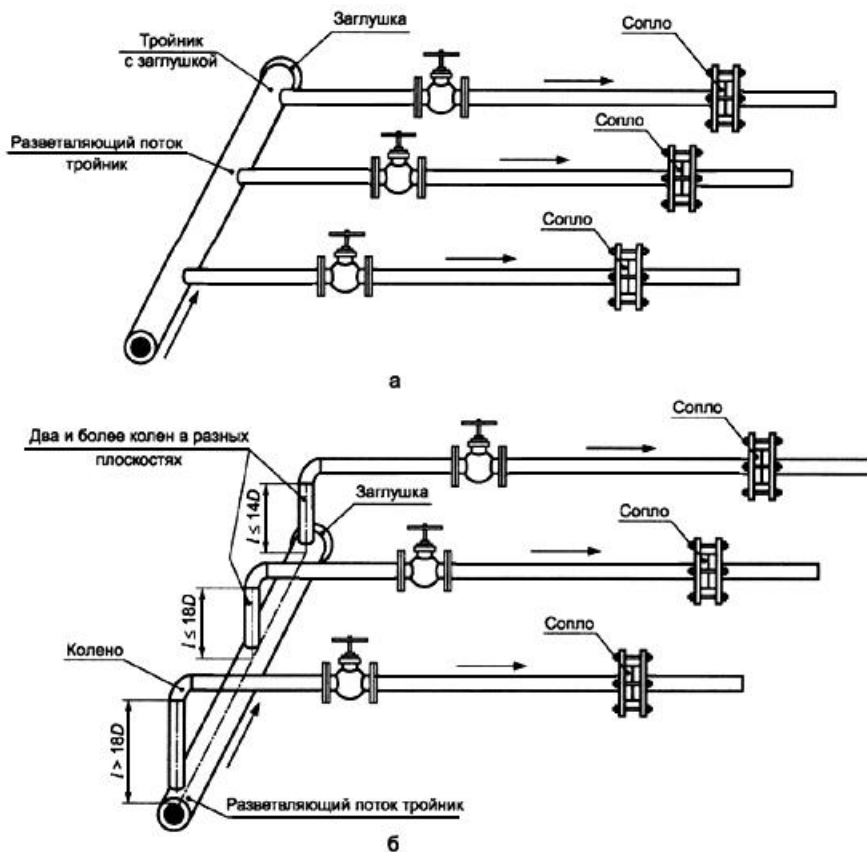 Заглушка
Тройник
с заглушкой
Сопло
Разветвляющий поток
тройник
Сопло
Сопло
а
Два и более колен в разных
плоскостях
Сопло
Заглушка
l ≤ 14D
Сопло
l ≤ 18D
Колено
Сопло
l > 18D
Разветвляющий поток тройник
б